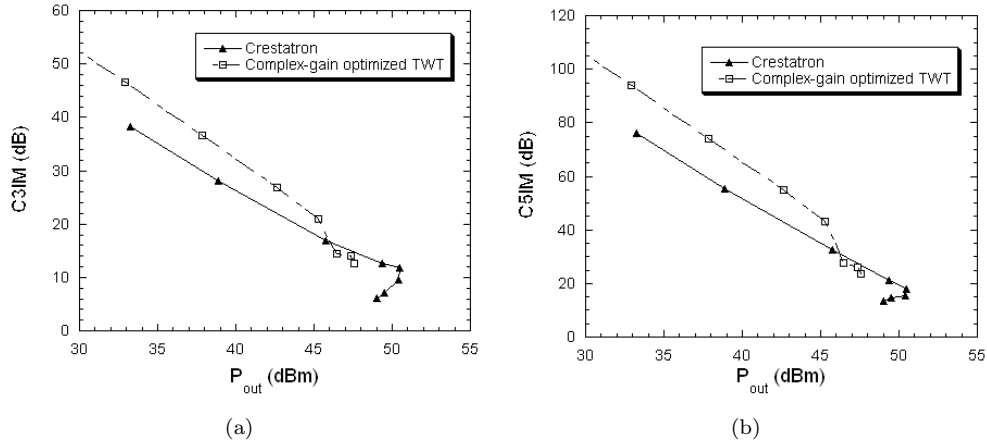 60
50
40
30
20
10
0
C3IM (dB)
Crestatron
Complex-gain optimized TWT
30 35 40 45 50 55
P_out (dBm)
(a)
120
100
80
60
40
20
0
C5IM (dB)
Crestatron
Complex-gain optimized TWT
30 35 40 45 50 55
P_out (dBm)
(b)